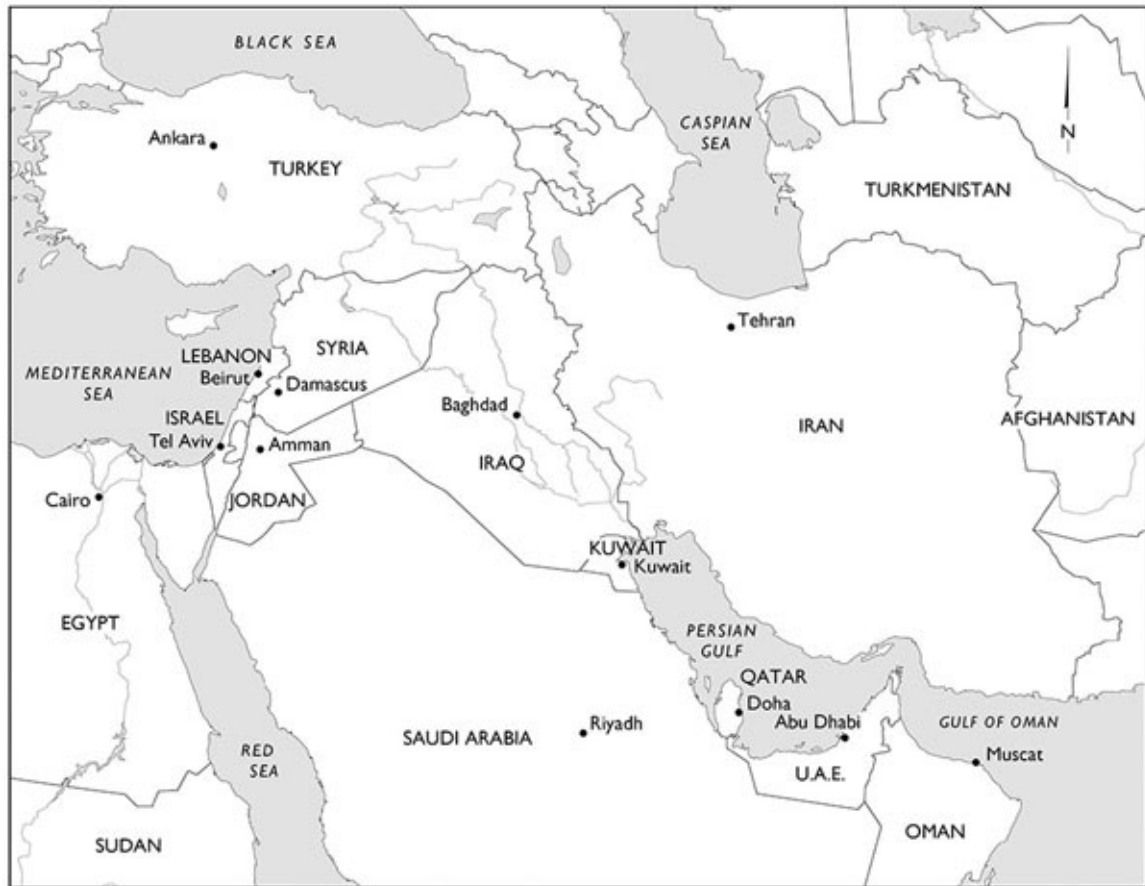 BLACK SEA
Ankara
TURKEY
CASPIAN
SEA
N
TURKMENISTAN
Tehran
LEBANON
Beirut
SYRIA
MEDITERRANEAN
SEA
Damascus
ISRAEL
Tel Aviv
Amman
Baghdad
IRAQ
IRAN
AFGHANISTAN
Cairo
JORDAN
KUWAIT
Kuwait
EGYPT
PERSIAN
GULF
QATAR
Doha
Abu Dhabi
GULF OF OMAN
RED
SEA
SAUDI ARABIA
Riyadh
Muscat
U.A.E.
SUDAN
OMAN